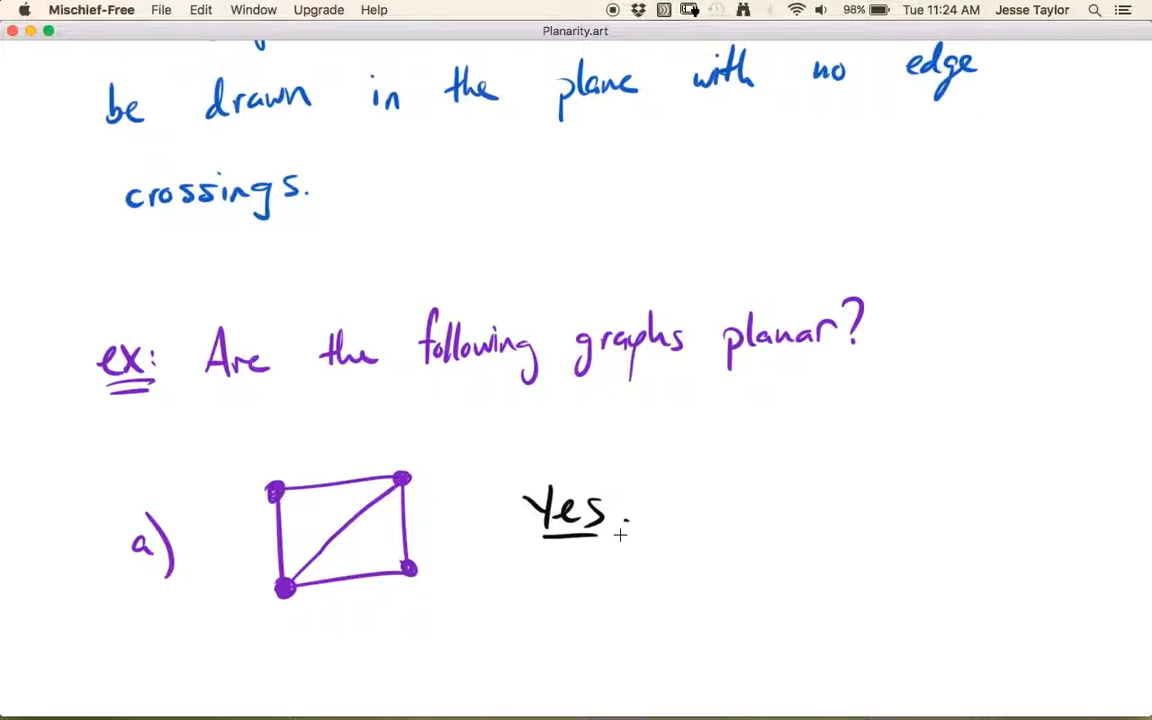 Mischief-Free File Edit Window Upgrade Help 98% Tue 11:24 AM Jesse Taylor
Planarity.art
be drawn in the plane with no edge
crossings.
ex: Are the following graphs planar?
a) Yes.